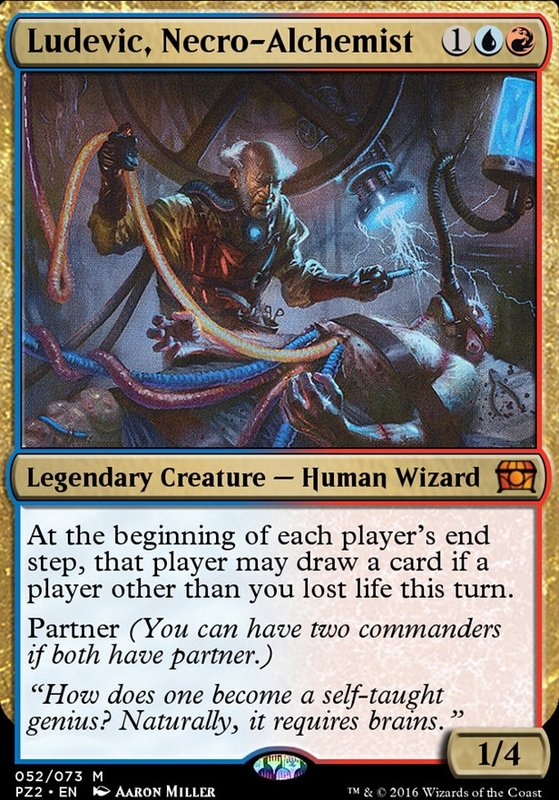 Ludevic, Necro-Alchemist 1
Legendary Creature — Human Wizard
At the beginning of each player's end
step, that player may draw a card if a
player other than you lost life this turn.
Partner (You can have two commanders
if both have partner.)
“How does one become a self-taught
genius? Naturally, it requires brains.”
1/4
052/073 M
PZ2 • EN AARON MILLER
™ & © 2016 Wizards of the Coast